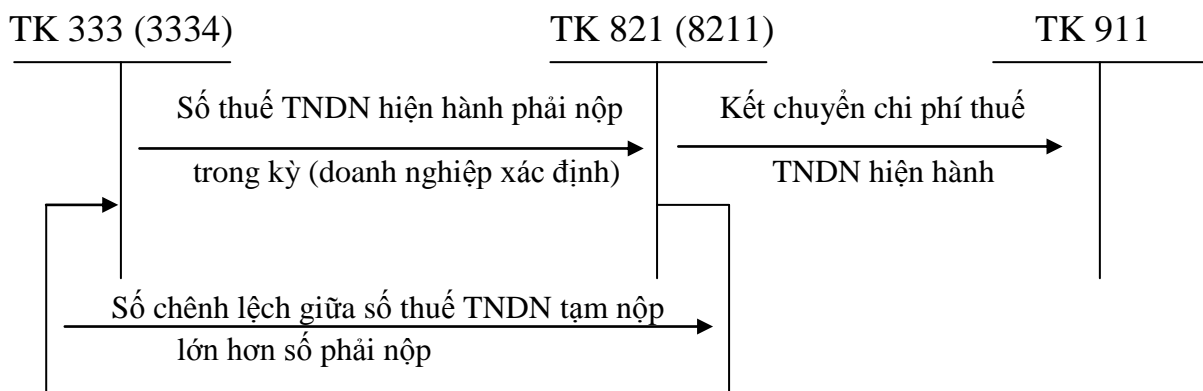 TK 333 (3334)
TK 821 (8211)
TK 911
Số thuế TNDN hiện hành phải nộp
trong kỳ (doanh nghiệp xác định)
Kết chuyển chi phí thuế
TNDN hiện hành
Số chênh lệch giữa số thuế TNDN tạm nộp
lớn hơn số phải nộp